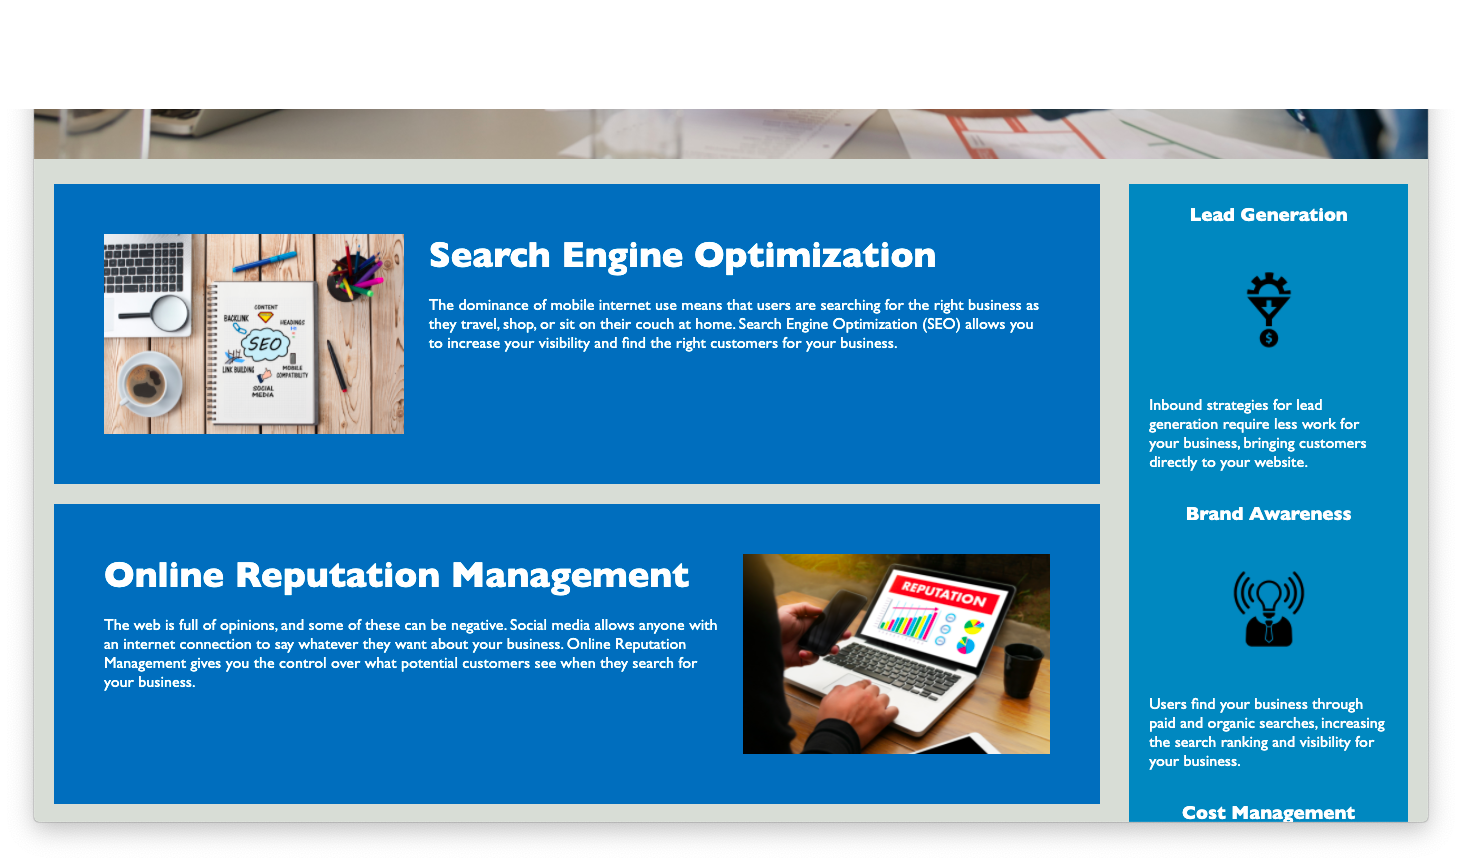 Search Engine Optimization
The dominance of mobile internet use means that users are searching for the right business as
they travel, shop, or sit on their couch at home. Search Engine Optimization (SEO) allows you
to increase your visibility and find the right customers for your business.
CONTENT
BACKLINK
HEADINGS
SEO
LINK BUILDING
MOBILE
COMPATIBILITY
SOCIAL
MEDIA
Online Reputation Management
The web is full of opinions, and some of these can be negative. Social media allows anyone with
an internet connection to say whatever they want about your business. Online Reputation
Management gives you the control over what potential customers see when they search for
your business.
REPUTATION
Lead Generation
$
Inbound strategies for lead
generation require less work for
your business, bringing customers
directly to your website.
Brand Awareness
Users find your business through
paid and organic searches, increasing
the search ranking and visibility for
your business.
Cost Management